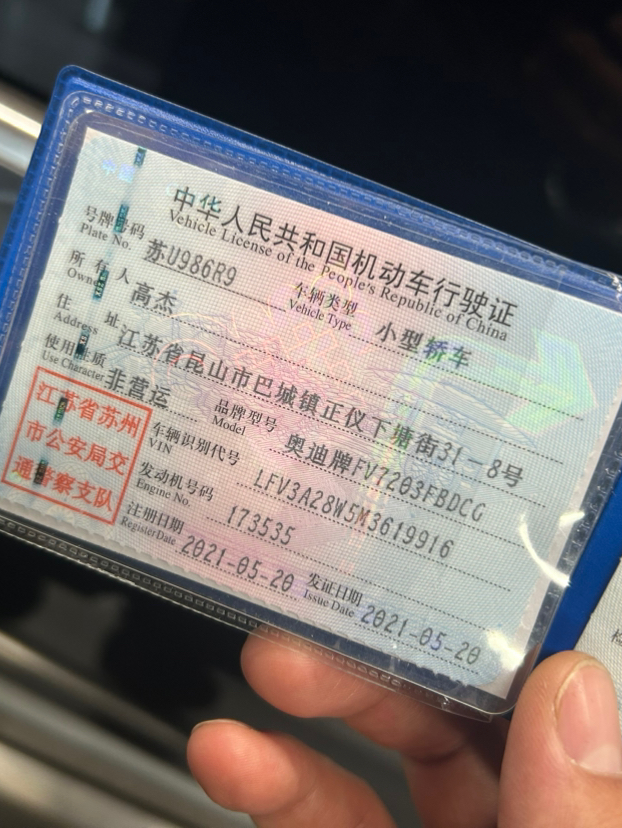 中华人民共和国机动车行驶证
Vehicle License of the People's Republic of China
号牌号码 苏U986R9 车辆类型 小型轿车
Plate No. Vehicle Type
所有人 高杰
Owner
住址 江苏省昆山市巴城镇正仪下塘街31-8号
Address
使用性质 非营运 品牌型号 奥迪牌FV7203FBDCG
Use Character Model
车辆识别代号 LFV3A28W5M3619916
VIN
发动机号码 173535
Engine No.
注册日期 2021-05-20 发证日期 2021-05-20
Register Date Issue Date
江苏省苏州
市公安局交
通警察支队